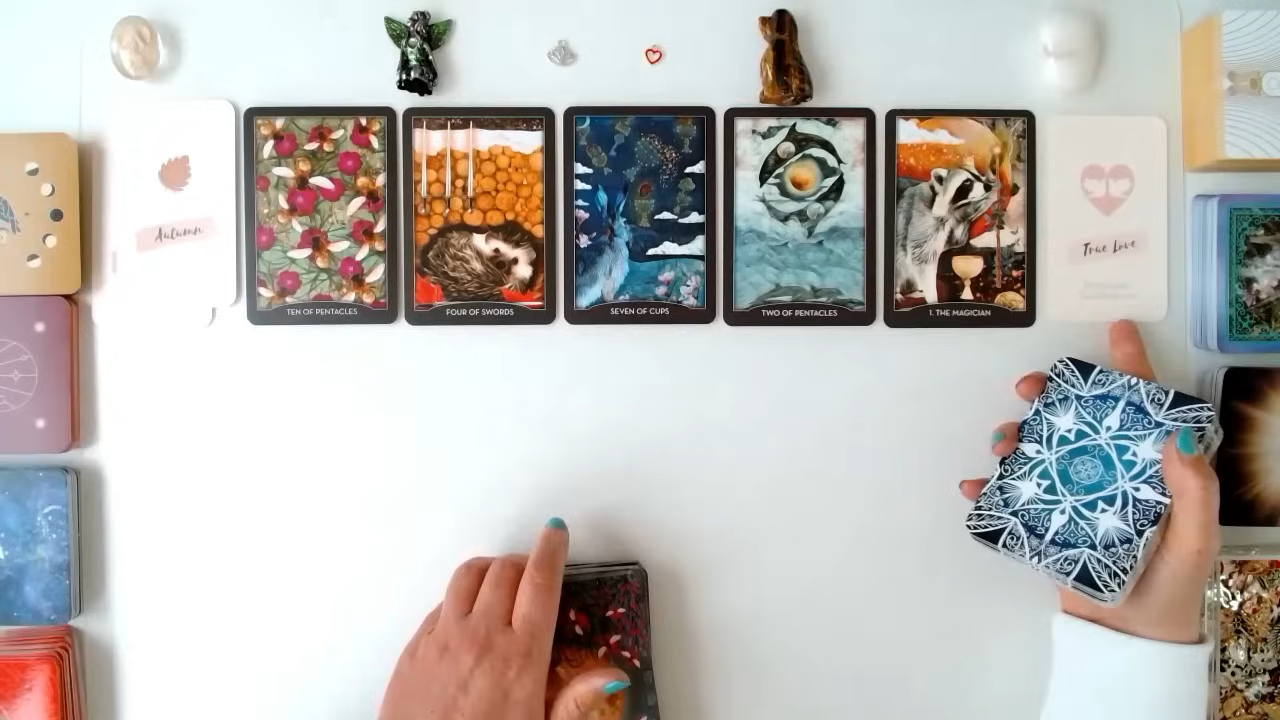 Autumn
TEN OF PENTACLES
FOUR OF SWORDS
SEVEN OF CUPS
TWO OF PENTACLES
1. THE MAGICIAN
True Love